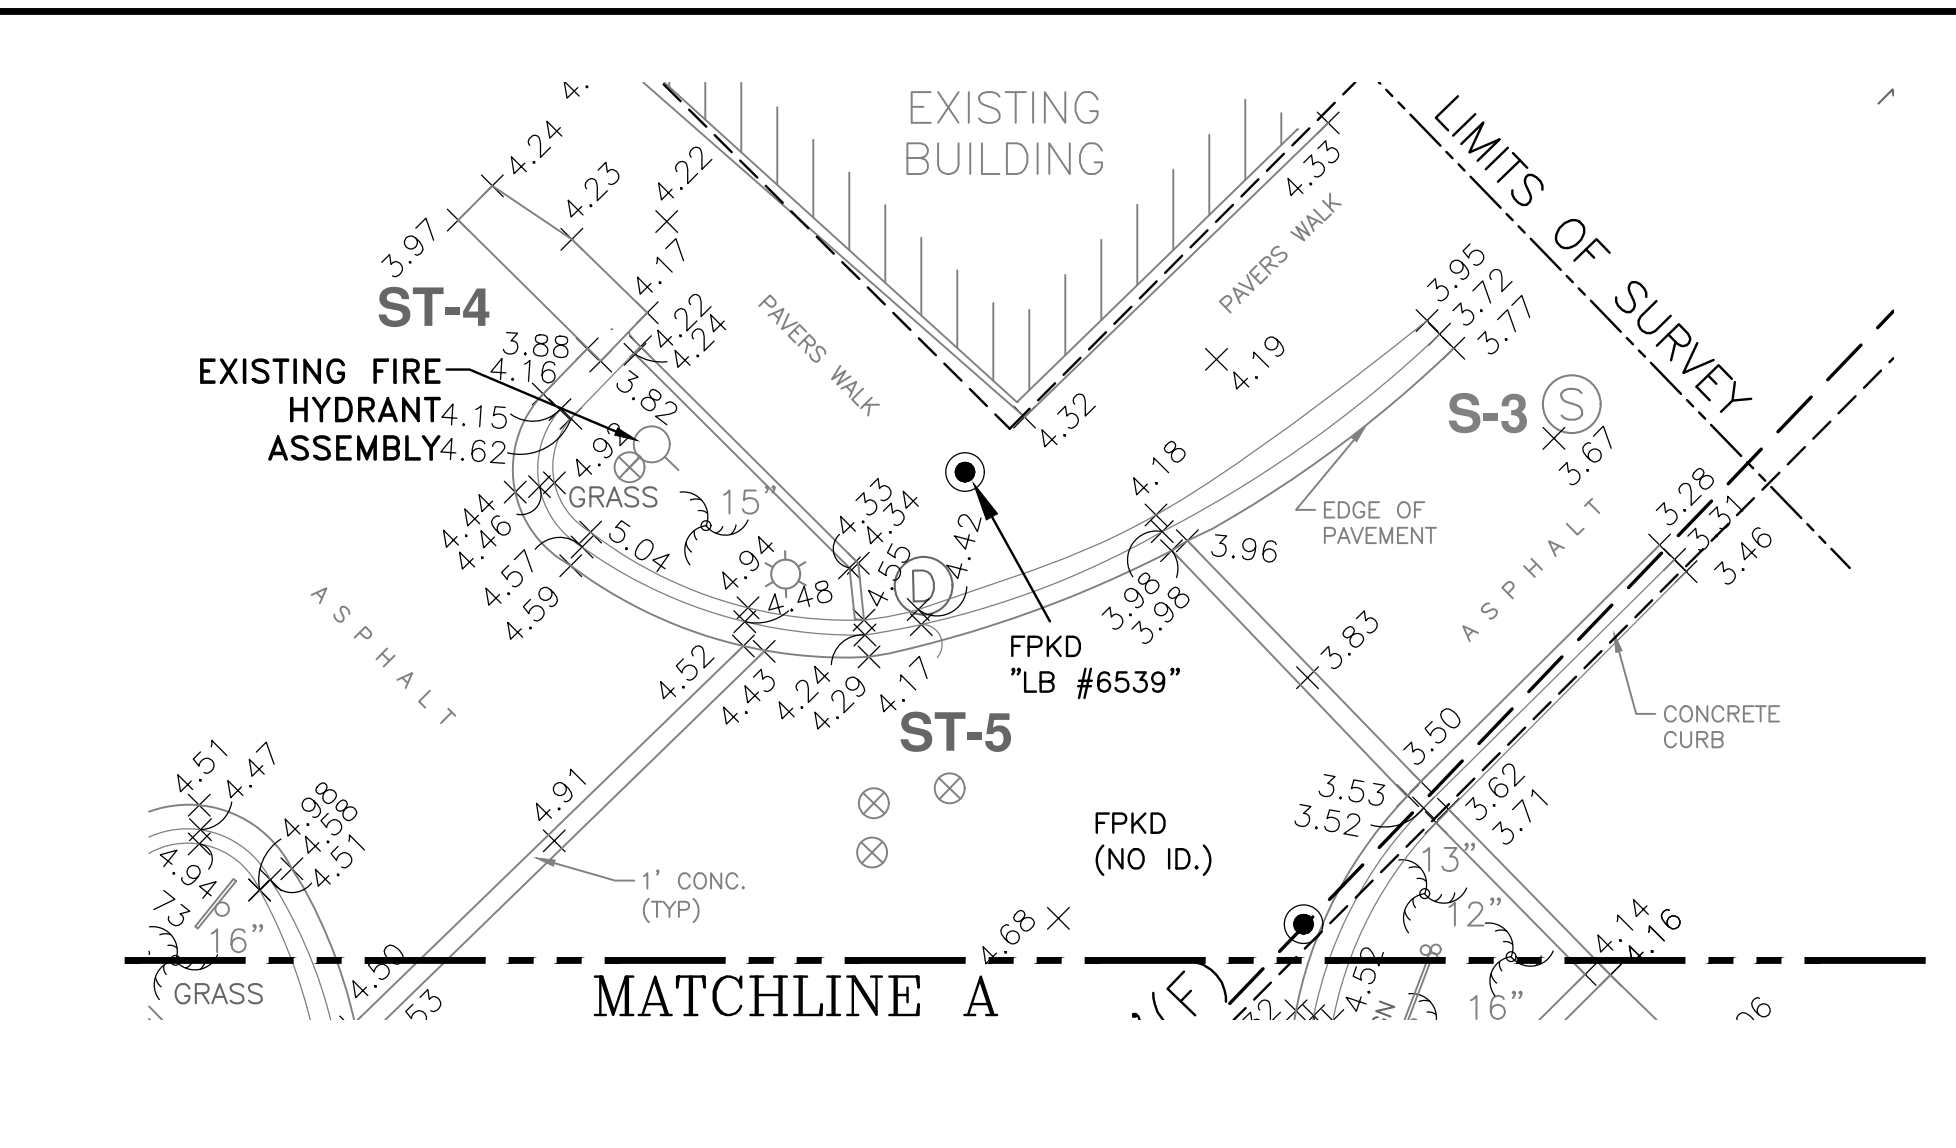 EXISTING
BUILDING
LIMITS OF SURVEY
4.24
4.23
4.22
3.97
4.17
4.33
PAVERS WALK
ST-4
4.22
4.24
PAVERS WALK
3.95
3.72
3.77
3.88
4.16
EXISTING FIRE
HYDRANT
ASSEMBLY
4.15
4.62
3.82
4.19
4.32
S-3
S
3.67
GRASS
15"
4.44
4.46
4.57
4.59
5.04
4.94
4.48
4.33
4.34
4.55
4.42
D
4.18
3.96
3.98
3.98
EDGE OF
PAVEMENT
ASPHALT
3.28
3.31
3.46
ASPHALT
FPKD
"LB #6539"
4.52
4.43
4.24
4.29
4.17
ST-5
3.83
3.50
CONCRETE
CURB
4.51
4.47
4.98
4.58
4.51
4.94
73
16"
GRASS
4.91
1' CONC.
(TYP)
FPKD
(NO ID.)
3.53
3.52
3.62
3.71
13"
12"
4.14
4.16
4.68
4.50
53
MATCHLINE A
4.52
16"